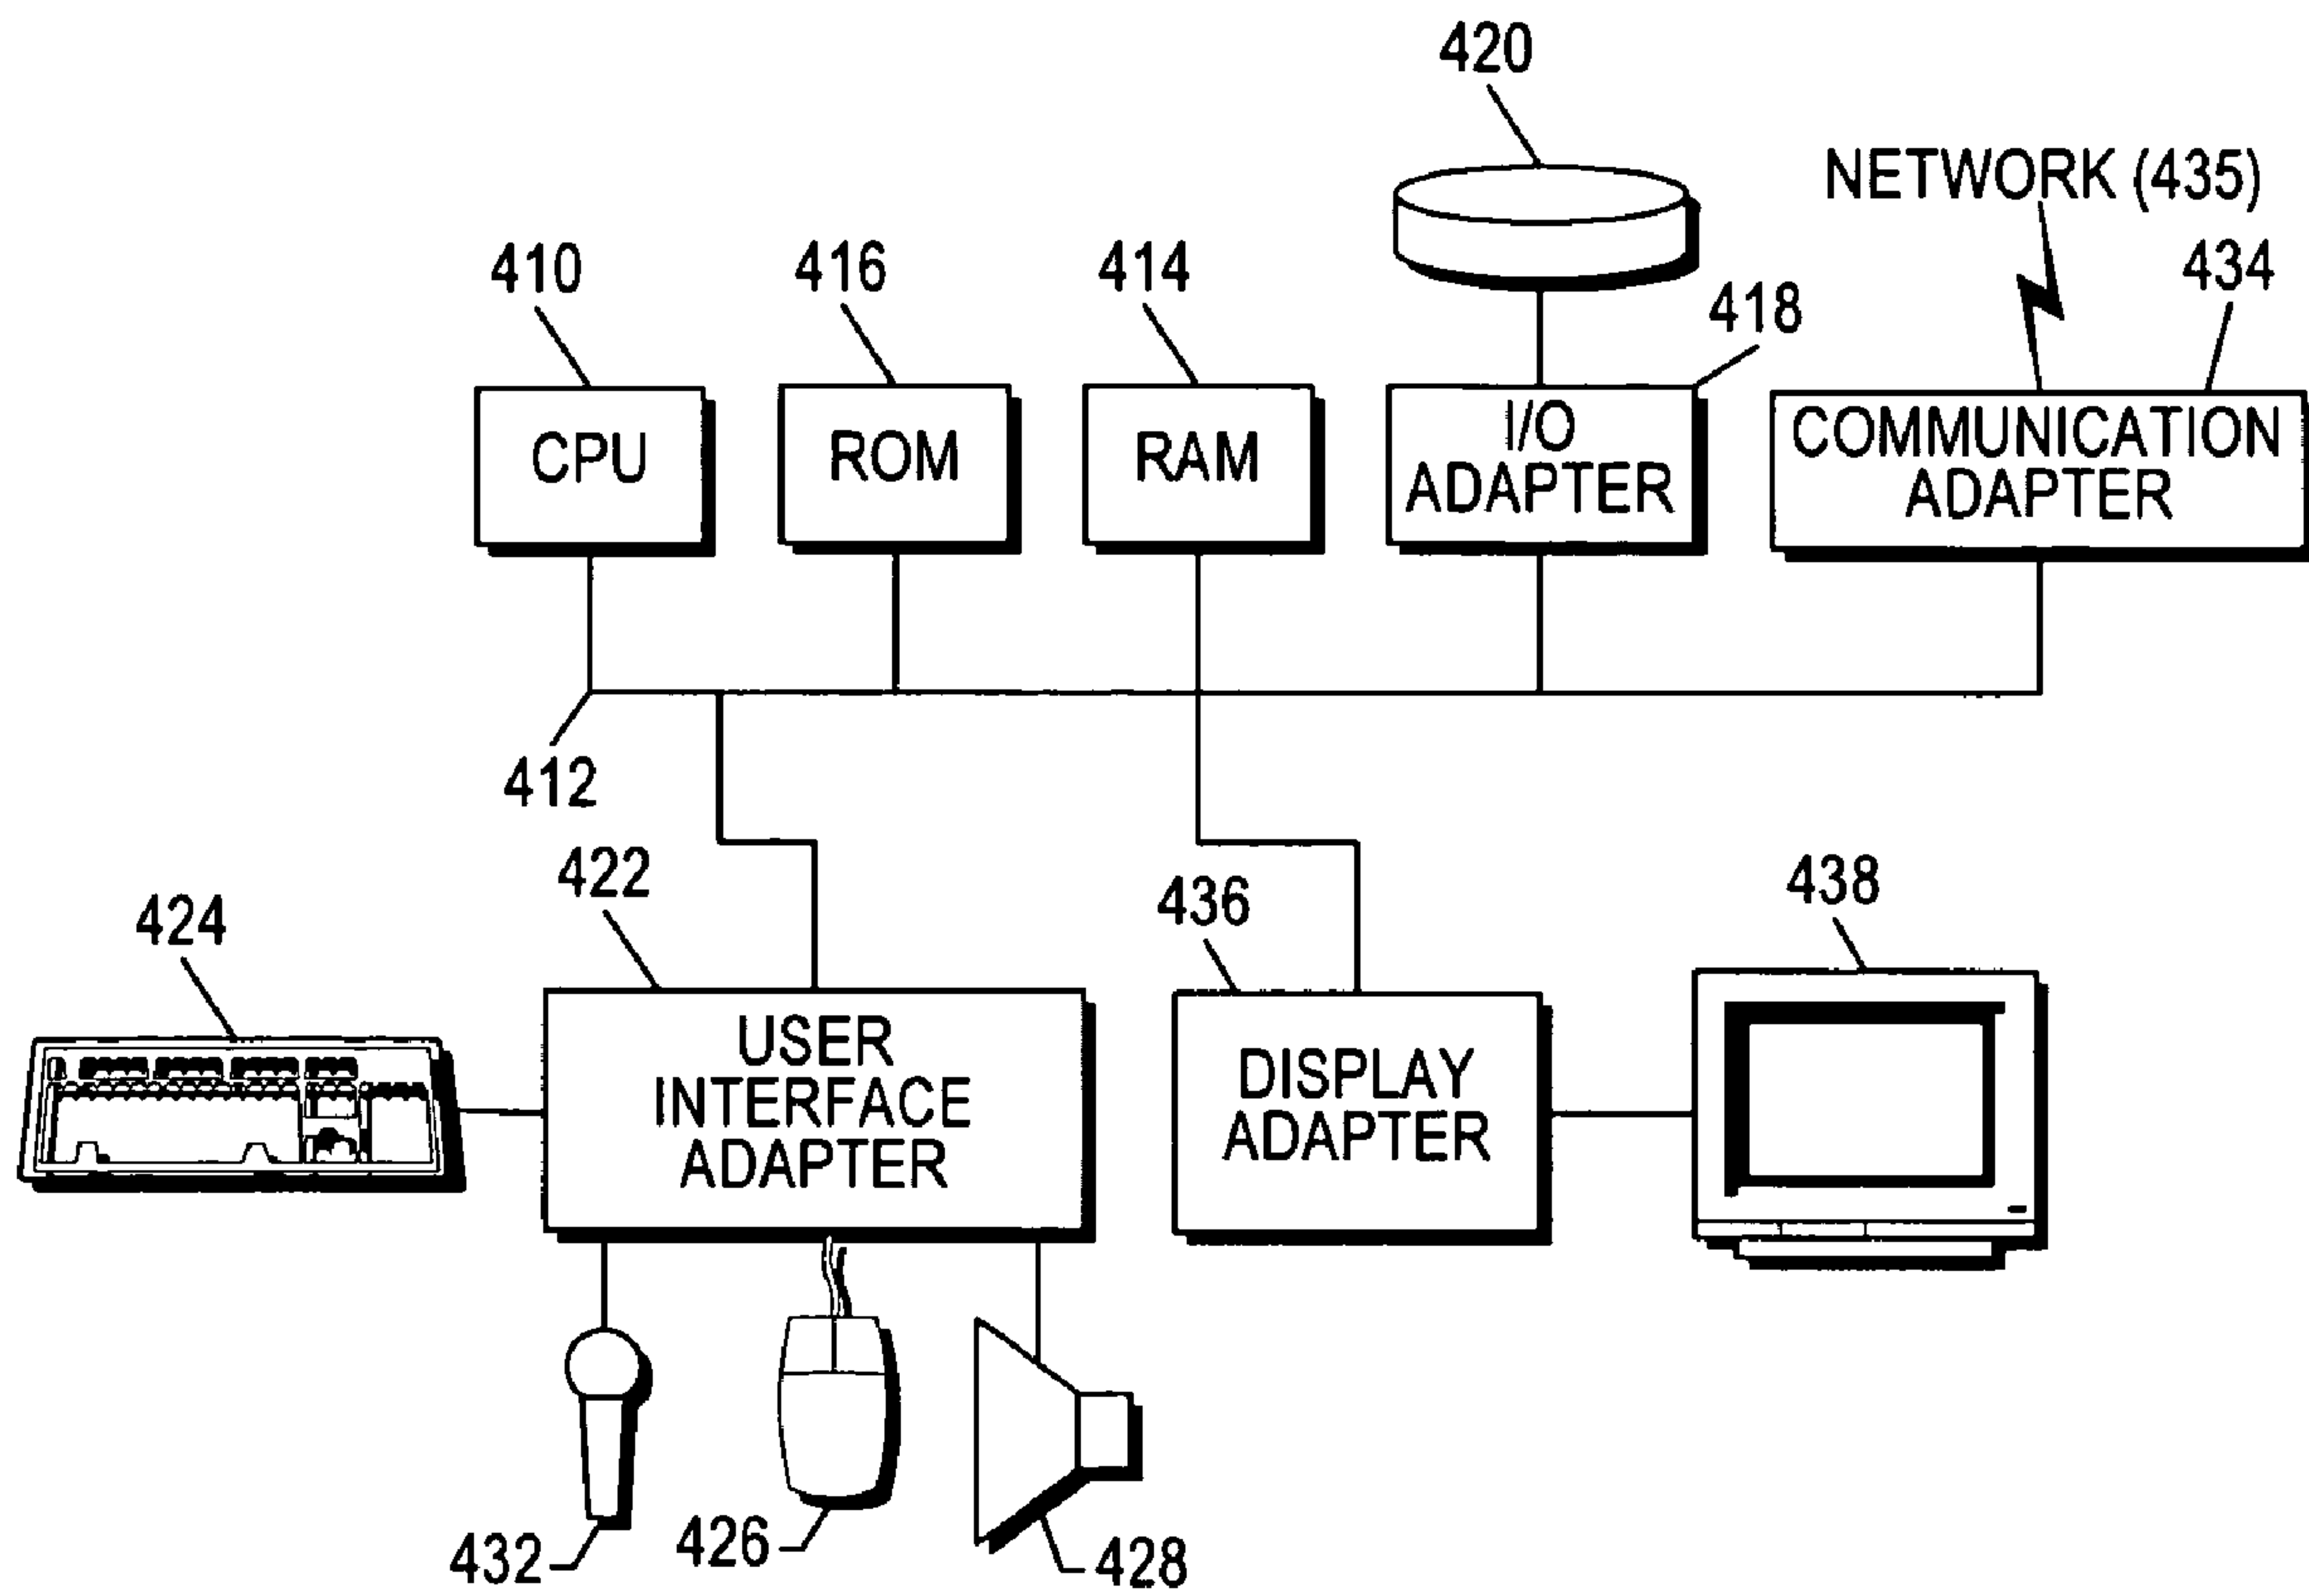 420
NETWORK (435)
410
416
414
418
434
CPU
ROM
RAM
I/O
ADAPTER
COMMUNICATION
ADAPTER
412
422
436
438
424
USER
INTERFACE
ADAPTER
DISPLAY
ADAPTER
432
426
428